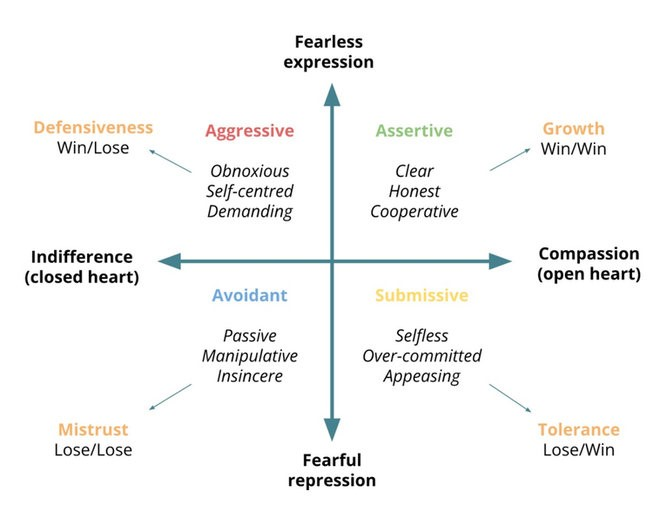 Fearless
expression
Defensiveness
Win/Lose
Aggressive
Obnoxious
Self-centred
Demanding
Assertive
Clear
Honest
Cooperative
Growth
Win/Win
Indifference
(closed heart)
Compassion
(open heart)
Avoidant
Passive
Manipulative
Insincere
Submissive
Selfless
Over-committed
Appeasing
Mistrust
Lose/Lose
Tolerance
Lose/Win
Fearful
repression